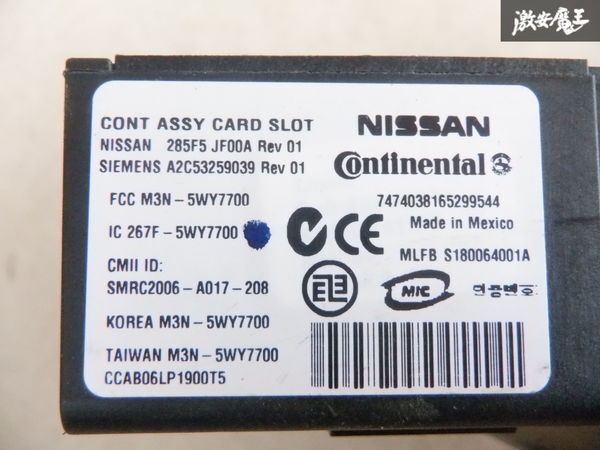 激安魔王
CONT ASSY CARD SLOT
NISSAN 285F5 JF00A Rev 01
SIEMENS A2C53259039 Rev 01
FCC M3N-5WY7700
IC 267F-5WY7700
CMII ID:
SMRC2006-A017-208
KOREA M3N-5WY7700
TAIWAN M3N-5WY7700
CCAB06LP1900T5
NISSAN
Continental
7474038165299544
Made in Mexico
CE
MLFB S180064001A
MIC
인증번호